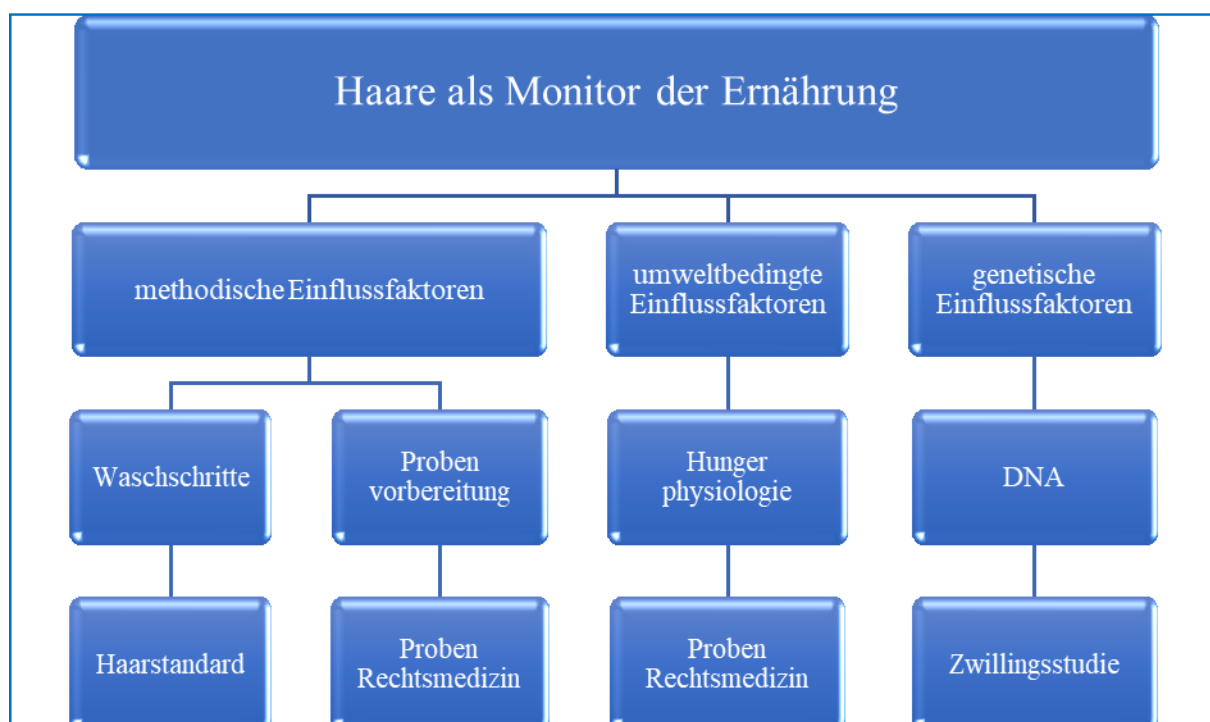 Haare als Monitor der Ernährung
methodische Einflussfaktoren
umweltbedingte
Einflussfaktoren
genetische
Einflussfaktoren
Waschschritte
Proben
vorbereitung
Hunger
physiologie
DNA
Haarstandard
Proben
Rechtsmedizin
Proben
Rechtsmedizin
Zwillingsstudie